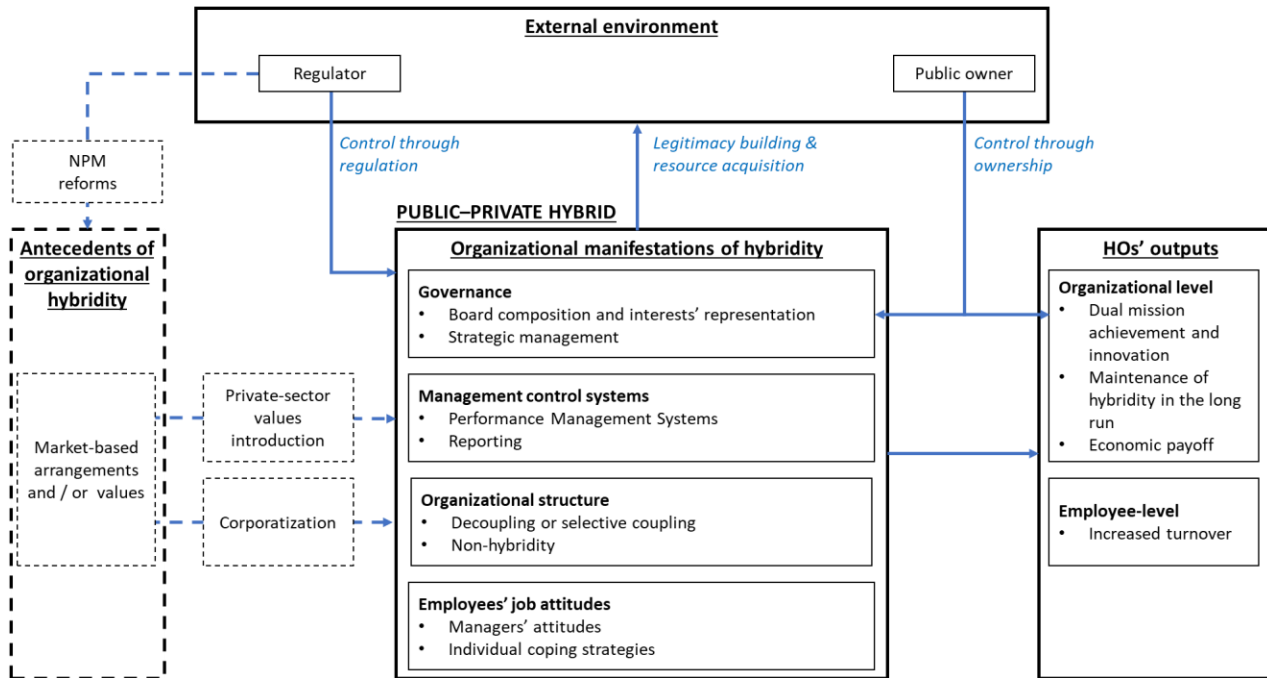 External environment
Regulator
Public owner
Control through
regulation
Legitimacy building &
resource acquisition
Control through
ownership
NPM
reforms
PUBLIC–PRIVATE HYBRID
Antecedents of
organizational
hybridity
Market-based
arrangements
and / or  values
Private-sector
values
introduction
Corporatization
Organizational manifestations of hybridity
Governance
• Board composition and interests’ representation
• Strategic management
Management control systems
• Performance Management Systems
• Reporting
Organizational structure
• Decoupling or selective coupling
• Non-hybridity
Employees’ job attitudes
• Managers’ attitudes
• Individual coping strategies
HOs’ outputs
Organizational level
• Dual mission
achievement and
innovation
• Maintenance of
hybridity in the long
run
• Economic payoff
Employee-level
• Increased turnover